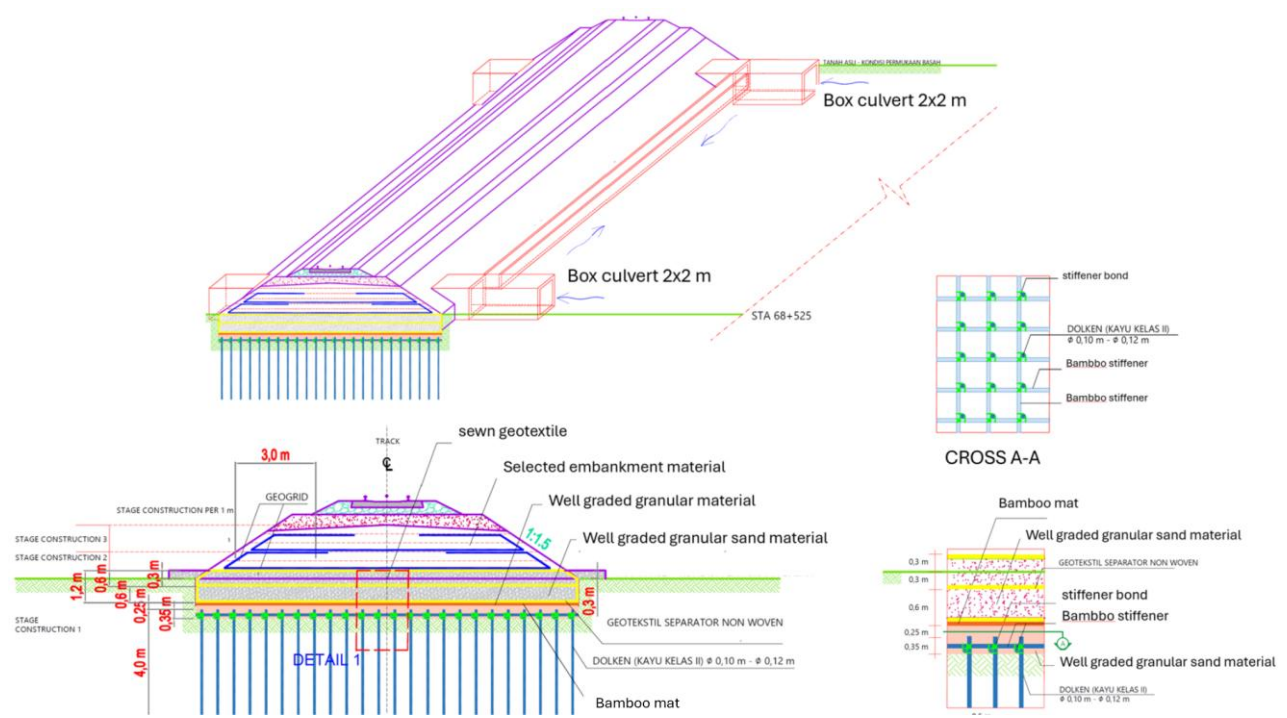 TANAH ASLI - KONDISI PERMUKAAN BASAH
Box culvert 2x2 m
Box culvert 2x2 m
STA 68+525
stiffener bond
DOLKEN (KAYU KELAS II)
Ø 0,10 m - Ø 0,12 m
Bambbo stiffener
Bambbo stiffener
CROSS A-A
sewn geotextile
TRACK
℄
3,0 m
Selected embankment material
GEOGRID
Well graded granular material
STAGE CONSTRUCTION PER 1 m
1:1.5
Well graded granular sand material
STAGE CONSTRUCTION 3
STAGE CONSTRUCTION 2
1,2 m
0,6 m
0,6 m
0,3 m
0,25 m
0,35 m
0,3 m
STAGE
CONSTRUCTION 1
GEOTEKSTIL SEPARATOR NON WOVEN
DETAIL 1
DOLKEN (KAYU KELAS II) Ø 0,10 m - Ø 0,12 m
4,0 m
Bamboo mat
Bamboo mat
Well graded granular sand material
0,3 m
GEOTEKSTIL SEPARATOR NON WOVEN
0,3 m
stiffener bond
0,6 m
Bambbo stiffener
0,25 m
A
0,35 m
Well graded granular sand material
DOLKEN (KAYU KELAS II)
Ø 0,10 m - Ø 0,12 m